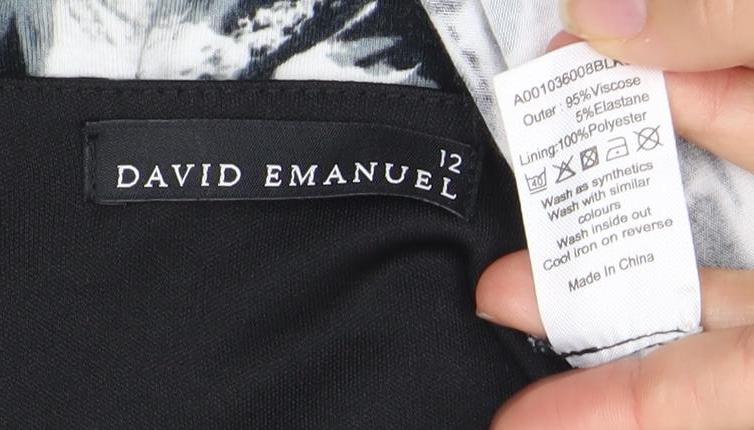 12
DAVID EMANUEL
A001036008BLK
Outer : 95%Viscose
5%Elastane
Lining:100%Polyester
40
Wash as synthetics
Wash with similar
colours
Wash inside out
Cool iron on reverse
Made In China